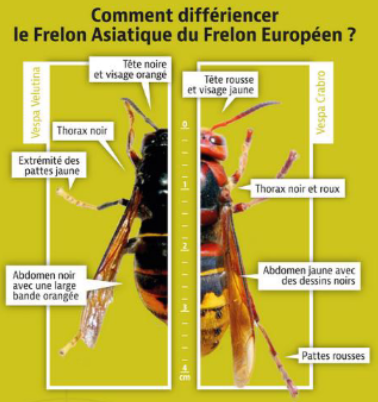 Comment différiencer
le Frelon Asiatique du Frelon Européen ?
Vespa Velutina
Tête noire
et visage orangé
Tête rousse
et visage jaune
Vespa Crabro
Thorax noir
0
Extrémité des
pattes jaune
1
Thorax noir et roux
2
Abdomen noir
avec une large
bande orangée
Abdomen jaune avec
des dessins noirs
3
Pattes rousses
4
cm